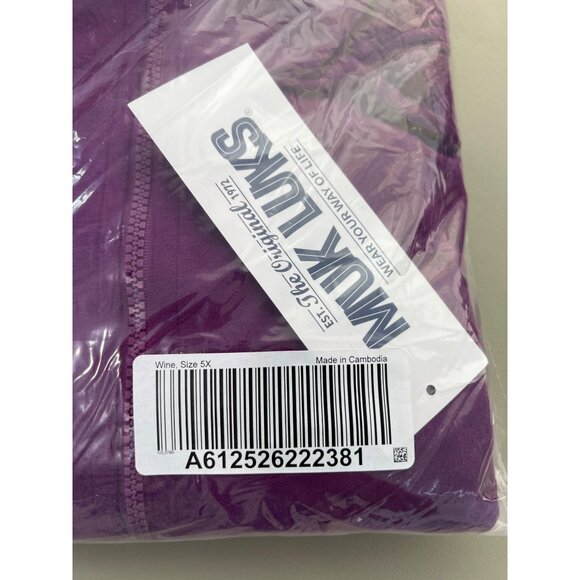 EST. The Original 1972
MUK LUKS®
WEAR YOUR WAY OF LIFE
Wine, Size 5X
Made in Cambodia
A612526222381